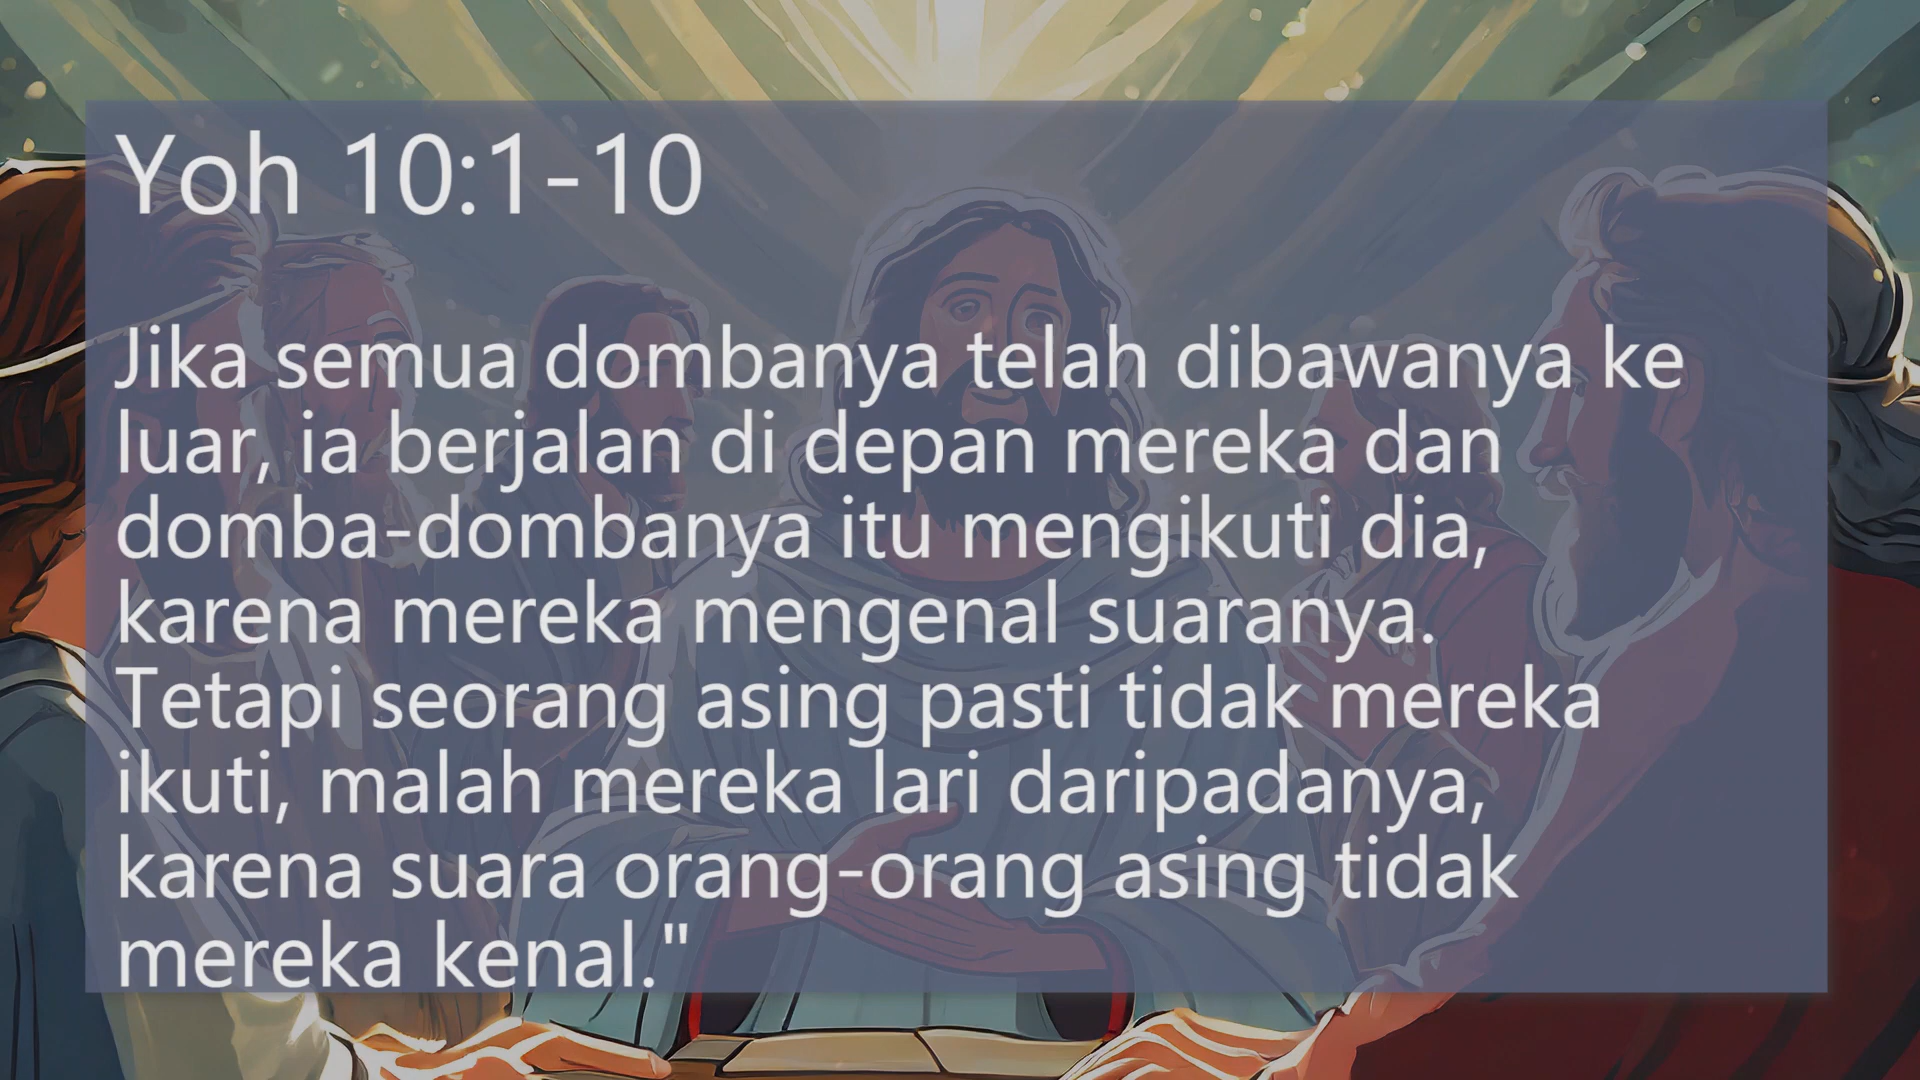 Yoh 10:1-10
Jika semua dombanya telah dibawanya ke
luar, ia berjalan di depan mereka dan
domba-dombanya itu mengikuti dia,
karena mereka mengenal suaranya.
Tetapi seorang asing pasti tidak mereka
ikuti, malah mereka lari daripadanya,
karena suara orang-orang asing tidak
mereka kenal."